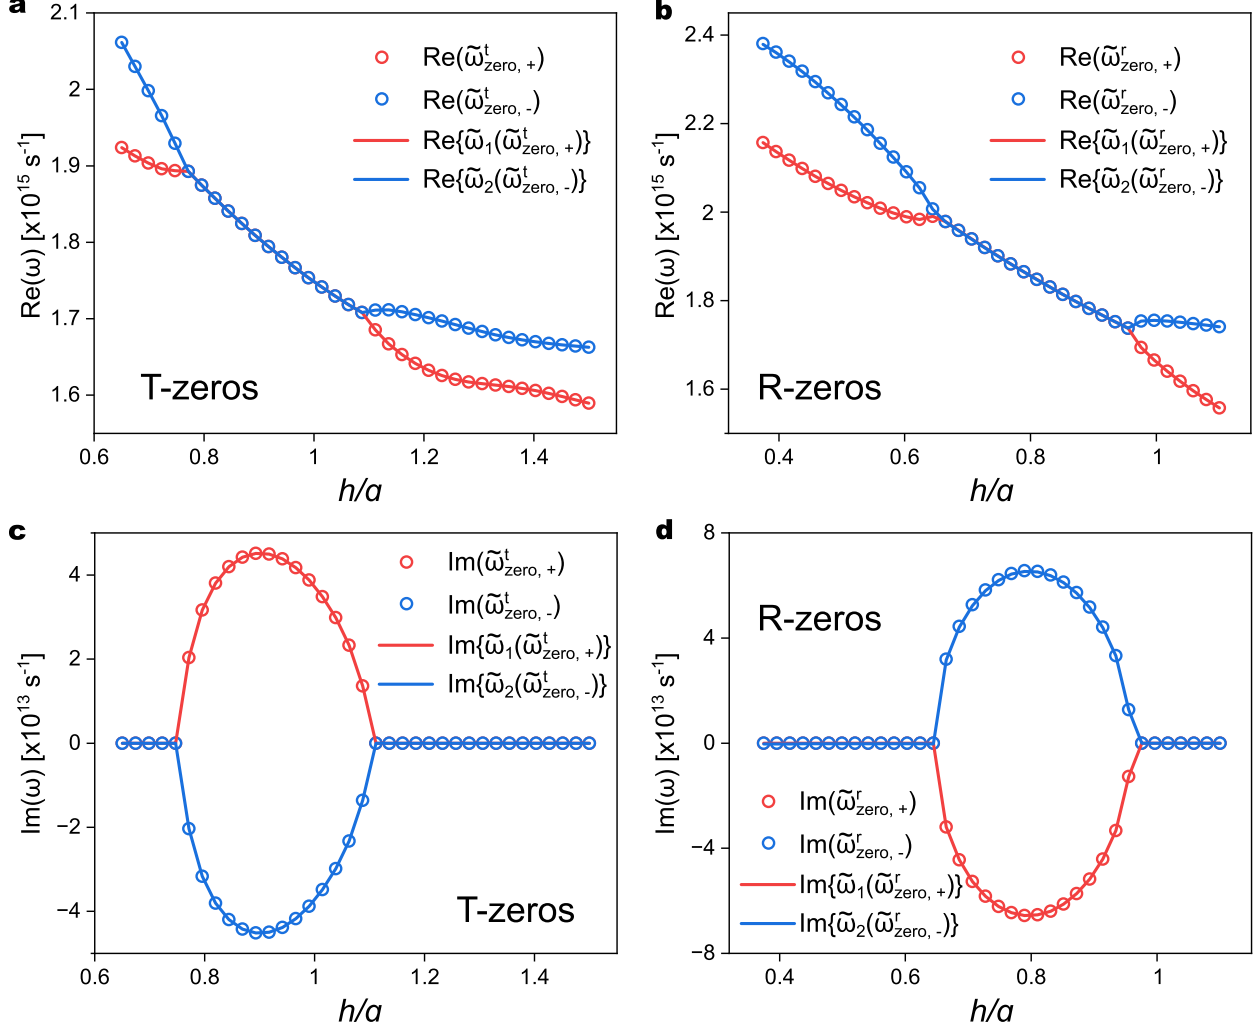 a
2.1
2
1.9
1.8
1.7
1.6
Re(ω) [x10¹⁵ s⁻¹]
Re(ω̃ᵗzero, +)
Re(ω̃ᵗzero, -)
Re{ω̃₁(ω̃ᵗzero, +)}
Re{ω̃₂(ω̃ᵗzero, -)}
T-zeros
0.6 0.8 1 1.2 1.4
h/a
b
2.4
2.2
2
1.8
1.6
Re(ω) [x10¹⁵ s⁻¹]
Re(ω̃ʳzero, +)
Re(ω̃ʳzero, -)
Re{ω̃₁(ω̃ʳzero, +)}
Re{ω̃₂(ω̃ʳzero, -)}
R-zeros
0.4 0.6 0.8 1
h/a
c
4
2
0
−2
−4
Im(ω) [x10¹³ s⁻¹]
Im(ω̃ᵗzero, +)
Im(ω̃ᵗzero, -)
Im{ω̃₁(ω̃ᵗzero, +)}
Im{ω̃₂(ω̃ᵗzero, -)}
T-zeros
0.6 0.8 1 1.2 1.4
h/a
d
8
4
0
−4
−8
Im(ω) [x10¹³ s⁻¹]
R-zeros
Im(ω̃ʳzero, +)
Im(ω̃ʳzero, -)
Im{ω̃₁(ω̃ʳzero, +)}
Im{ω̃₂(ω̃ʳzero, -)}
0.4 0.6 0.8 1
h/a